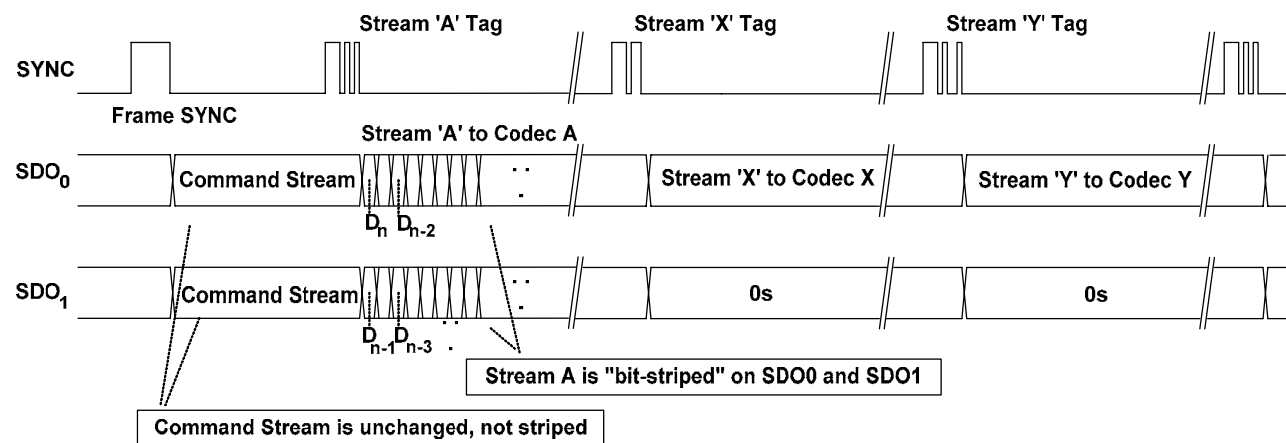 Stream 'A' Tag
Stream 'X' Tag
Stream 'Y' Tag
SYNC
Frame SYNC
Stream 'A' to Codec A
SDO0
Command Stream
Stream 'X' to Codec X
Stream 'Y' to Codec Y
Dn
Dn-2
SDO1
Command Stream
0s
0s
Dn-1
Dn-3
Stream A is "bit-striped" on SDO0 and SDO1
Command Stream is unchanged, not striped